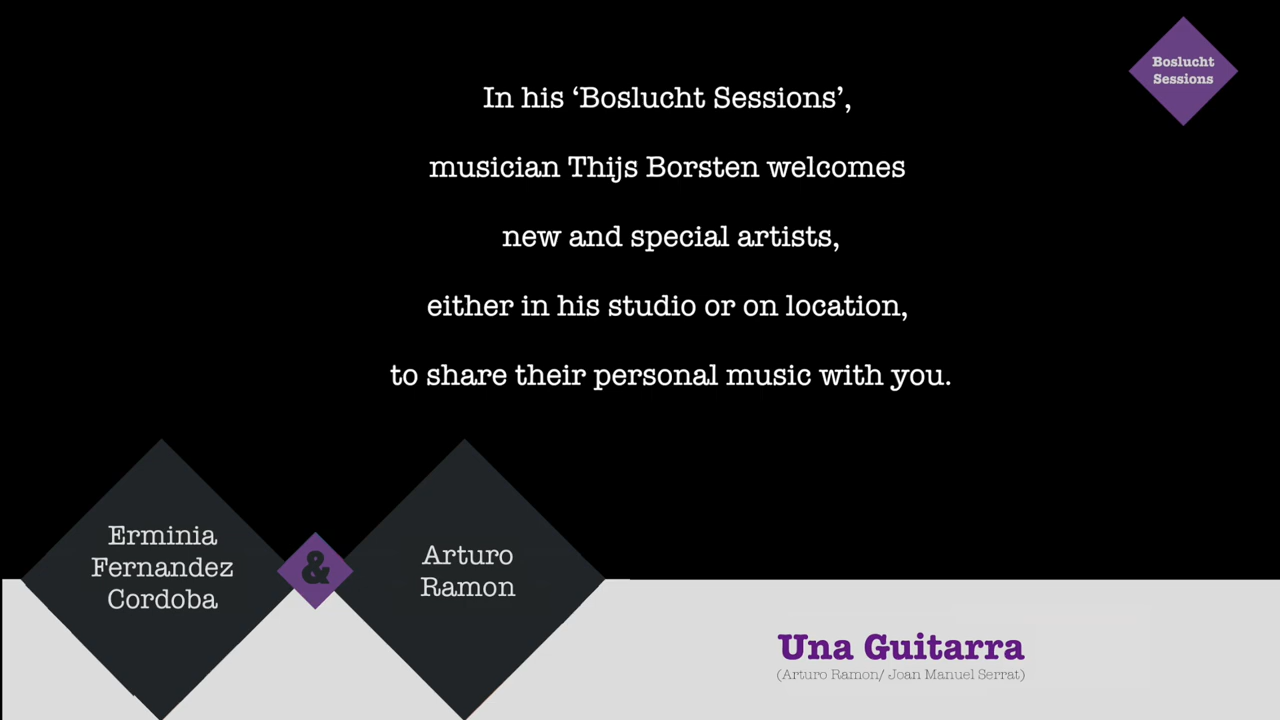 Boslucht
Sessions
In his ‘Boslucht Sessions’,
musician Thijs Borsten welcomes
new and special artists,
either in his studio or on location,
to share their personal music with you.
Erminia
Fernandez
Cordoba
&
Arturo
Ramon
Una Guitarra
(Arturo Ramon/ Joan Manuel Serrat)